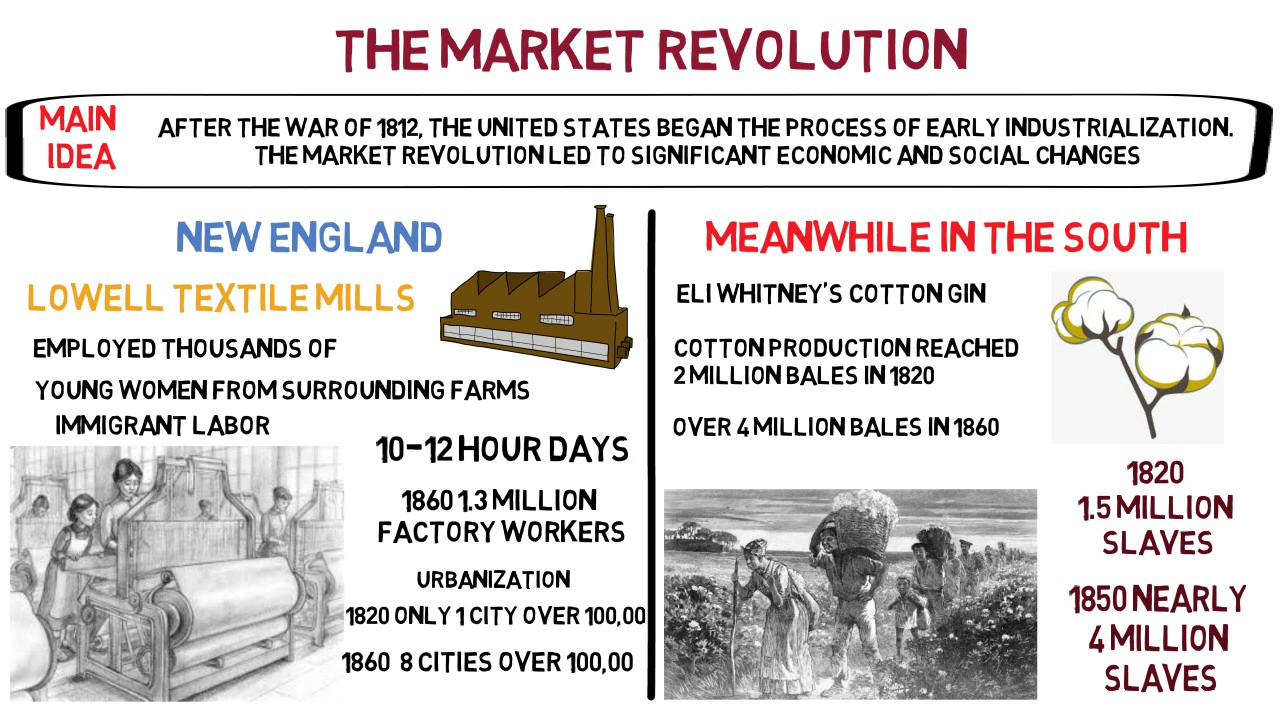 THE MARKET REVOLUTION
MAIN
IDEA
AFTER THE WAR OF 1812, THE UNITED STATES BEGAN THE PROCESS OF EARLY INDUSTRIALIZATION.
THE MARKET REVOLUTION LED TO SIGNIFICANT ECONOMIC AND SOCIAL CHANGES
NEW ENGLAND
LOWELL TEXTILE MILLS
EMPLOYED THOUSANDS OF
YOUNG WOMEN FROM SURROUNDING FARMS
IMMIGRANT LABOR
10-12 HOUR DAYS
1860 1.3 MILLION
FACTORY WORKERS
URBANIZATION
1820 ONLY 1 CITY OVER 100,00
1860 8 CITIES OVER 100,00
MEANWHILE IN THE SOUTH
ELI WHITNEY'S COTTON GIN
COTTON PRODUCTION REACHED
2 MILLION BALES IN 1820
OVER 4 MILLION BALES IN 1860
1820
1.5 MILLION
SLAVES
1850 NEARLY
4 MILLION
SLAVES